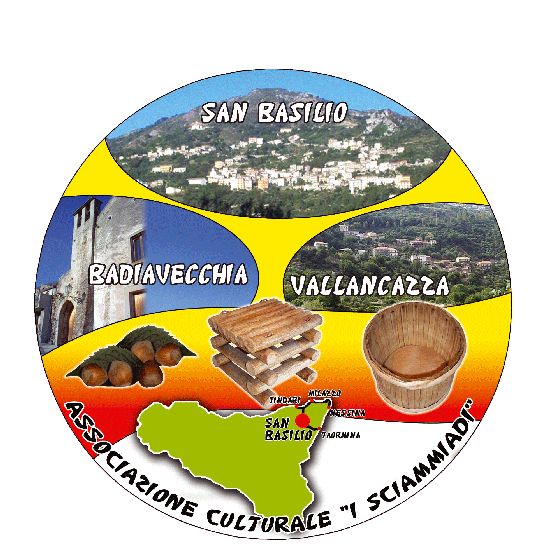 SAN BASILIO
BADIAVECCHIA
VALLANCAZZA
MILAZZO
TINDARI
MESSINA
SAN
BASILIO
TAORMINA
ASSOCIAZIONE CULTURALE "I SCIAMMIADI"